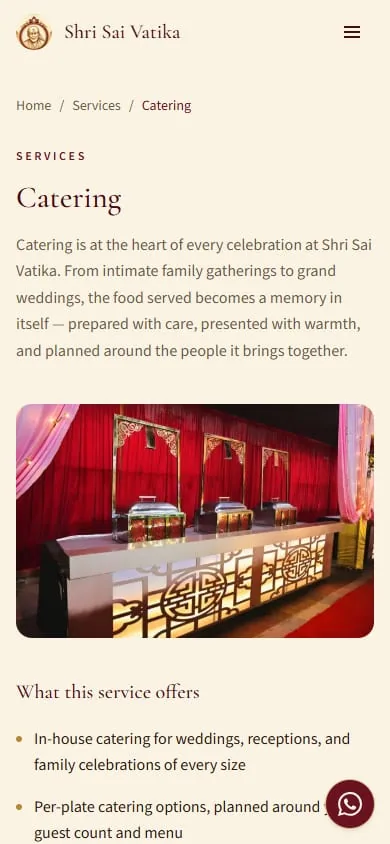 Shri Sai Vatika
Home / Services / Catering
SERVICES
Catering
Catering is at the heart of every celebration at Shri Sai
Vatika. From intimate family gatherings to grand
weddings, the food served becomes a memory in
itself — prepared with care, presented with warmth,
and planned around the people it brings together.
What this service offers
In-house catering for weddings, receptions, and
family celebrations of every size
Per-plate catering options, planned around
guest count and menu